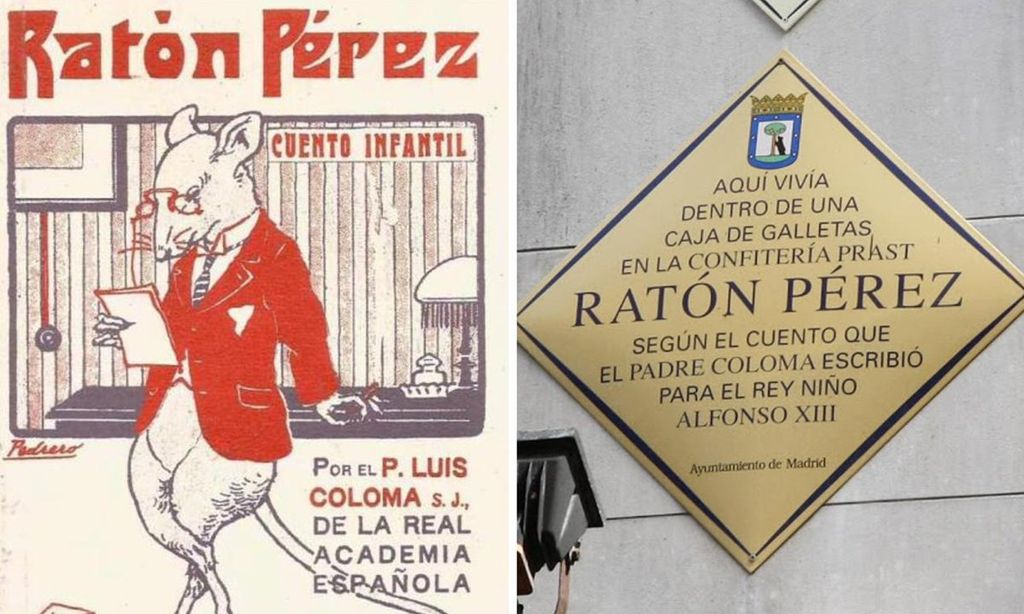 Ratón Pérez
CUENTO INFANTIL
Pedrero
POR EL P. LUIS
COLOMA S. J.,
DE LA REAL
ACADEMIA
ESPAÑOLA
AQUÍ VIVÍA
DENTRO DE UNA
CAJA DE GALLETAS
EN LA CONFITERÍA PRAST
RATÓN PÉREZ
SEGÚN EL CUENTO QUE
EL PADRE COLOMA ESCRIBIÓ
PARA EL REY NIÑO
ALFONSO XIII
Ayuntamiento de Madrid